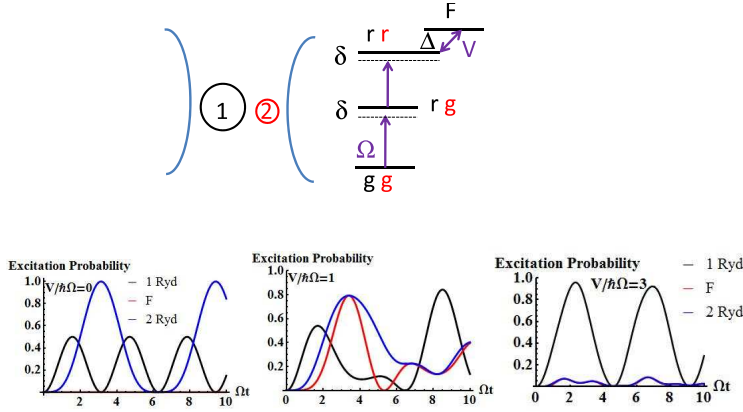 F
r r
Δ
V
δ
1
2
δ
r g
Ω
g g
Excitation Probability
V/ℏΩ=0
1 Ryd
F
2 Ryd
1.0
0.8
0.6
0.4
0.2
0
2
4
6
8
10
Ωt
Excitation Probability
V/ℏΩ=1
1 Ryd
F
2 Ryd
1.0
0.8
0.6
0.4
0.2
0
2
4
6
8
10
Ωt
Excitation Probability
V/ℏΩ=3
1 Ryd
F
2 Ryd
1.0
0.8
0.6
0.4
0.2
0
2
4
6
8
10
Ωt